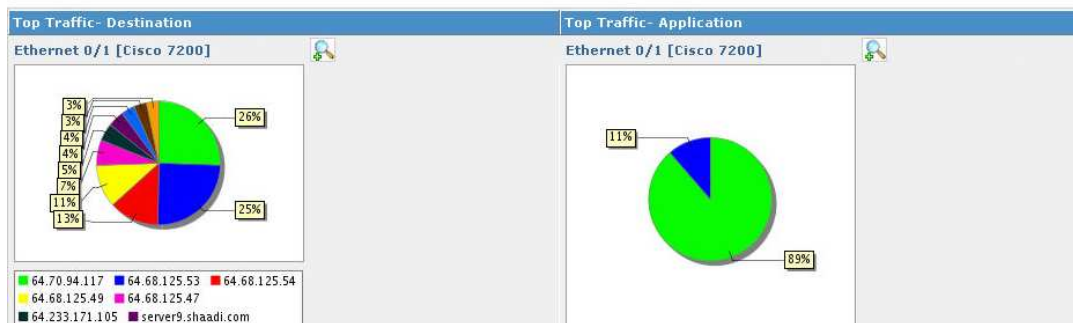 Top Traffic- Destination
Top Traffic- Application
Ethernet 0/1 [Cisco 7200]
Ethernet 0/1 [Cisco 7200]
3%
3%
4%
4%
5%
7%
11%
13%
26%
25%
11%
89%
64.70.94.117 64.68.125.53 64.68.125.54
64.68.125.49 64.68.125.47
64.233.171.105 server9.shaadi.com